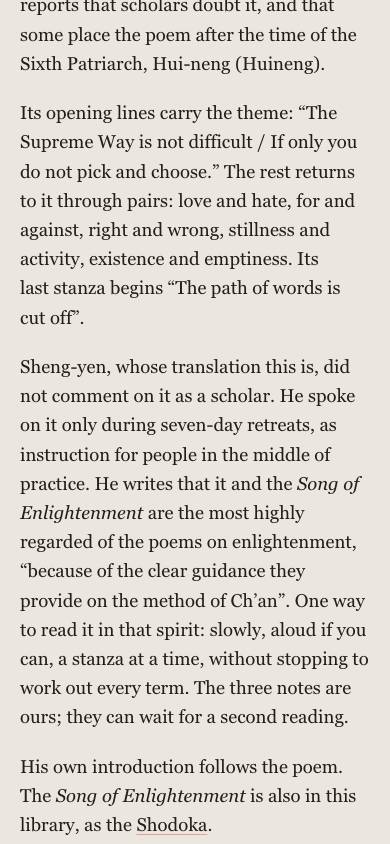 reports that scholars doubt it, and that
some place the poem after the time of the
Sixth Patriarch, Hui-neng (Huineng).
Its opening lines carry the theme: “The
Supreme Way is not difficult / If only you
do not pick and choose.” The rest returns
to it through pairs: love and hate, for and
against, right and wrong, stillness and
activity, existence and emptiness. Its
last stanza begins “The path of words is
cut off”.
Sheng-yen, whose translation this is, did
not comment on it as a scholar. He spoke
on it only during seven-day retreats, as
instruction for people in the middle of
practice. He writes that it and the Song of
Enlightenment are the most highly
regarded of the poems on enlightenment,
“because of the clear guidance they
provide on the method of Ch’an”. One way
to read it in that spirit: slowly, aloud if you
can, a stanza at a time, without stopping to
work out every term. The three notes are
ours; they can wait for a second reading.
His own introduction follows the poem.
The Song of Enlightenment is also in this
library, as the Shodoka.